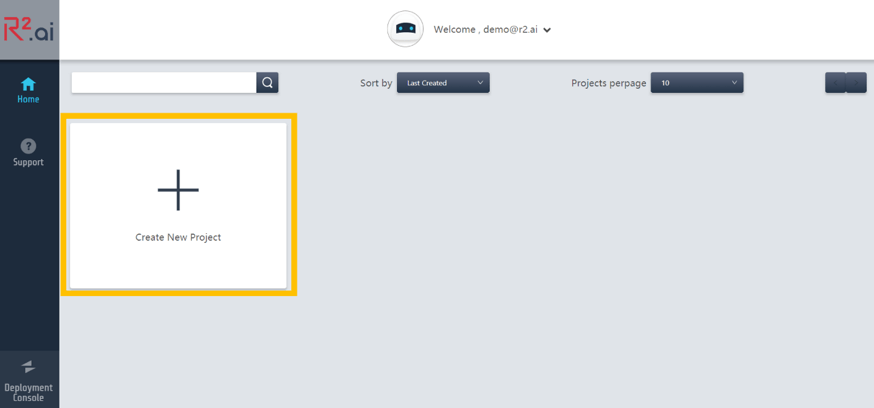 R².ai
Welcome , demo@r2.ai
Home
Support
Deployment
Console
Sort by
Last Created
Projects perpage
10
Create New Project